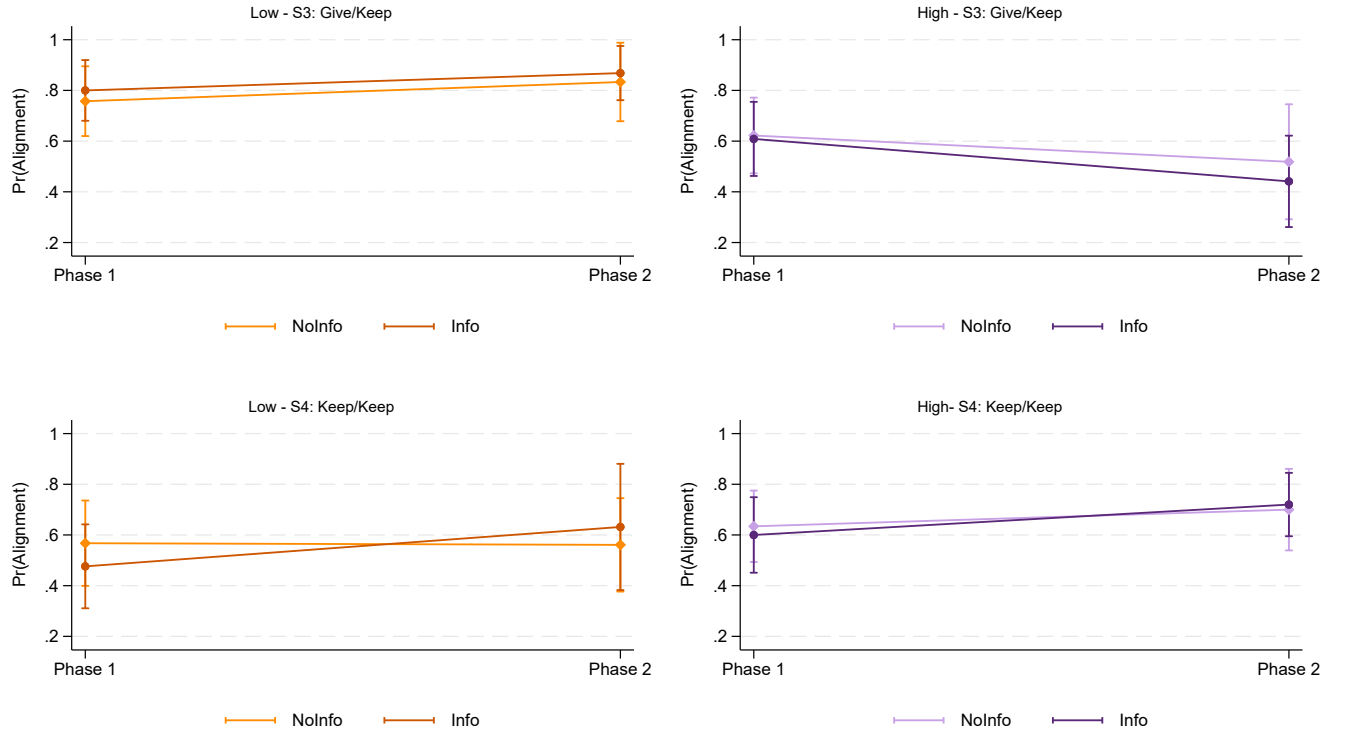 Low - S3: Give/Keep
Pr(Alignment)
1
.8
.6
.4
.2
Phase 1 Phase 2
NoInfo Info
High - S3: Give/Keep
Pr(Alignment)
1
.8
.6
.4
.2
Phase 1 Phase 2
NoInfo Info
Low - S4: Keep/Keep
Pr(Alignment)
1
.8
.6
.4
.2
Phase 1 Phase 2
NoInfo Info
High- S4: Keep/Keep
Pr(Alignment)
1
.8
.6
.4
.2
Phase 1 Phase 2
NoInfo Info